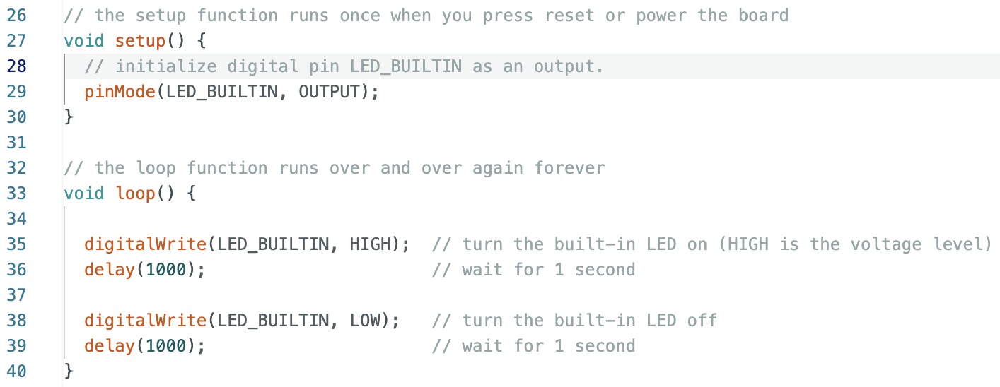 26 // the setup function runs once when you press reset or power the board
27 void setup() {
28   // initialize digital pin LED_BUILTIN as an output.
29   pinMode(LED_BUILTIN, OUTPUT);
30 }
31
32 // the loop function runs over and over again forever
33 void loop() {
34
35   digitalWrite(LED_BUILTIN, HIGH);  // turn the built-in LED on (HIGH is the voltage level)
36   delay(1000);                      // wait for 1 second
37
38   digitalWrite(LED_BUILTIN, LOW);   // turn the built-in LED off
39   delay(1000);                      // wait for 1 second
40 }